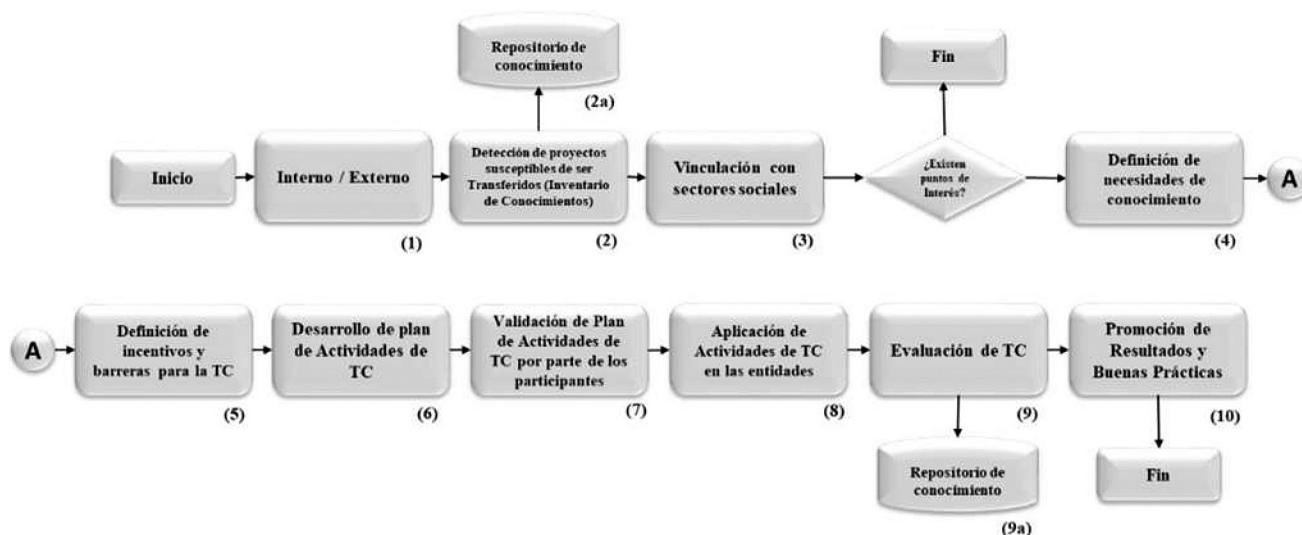 Repositorio de
conocimiento
(2a)
Fin
Inicio
Interno / Externo
(1)
Detección de proyectos
susceptibles de ser
Transferidos (Inventario
de Conocimientos)
(2)
Vinculación con
sectores sociales
(3)
¿Existen
puntos de
Interés?
Definición de
necesidades de
conocimiento
(4)
A
A
Definición de
incentivos y
barreras para la TC
(5)
Desarrollo de plan
de Actividades de
TC
(6)
Validación de Plan
de Actividades de
TC por parte de los
participantes
(7)
Aplicación de
Actividades de TC
en las entidades
(8)
Evaluación de TC
(9)
Promoción de
Resultados y
Buenas Prácticas
(10)
Repositorio de
conocimiento
(9a)
Fin